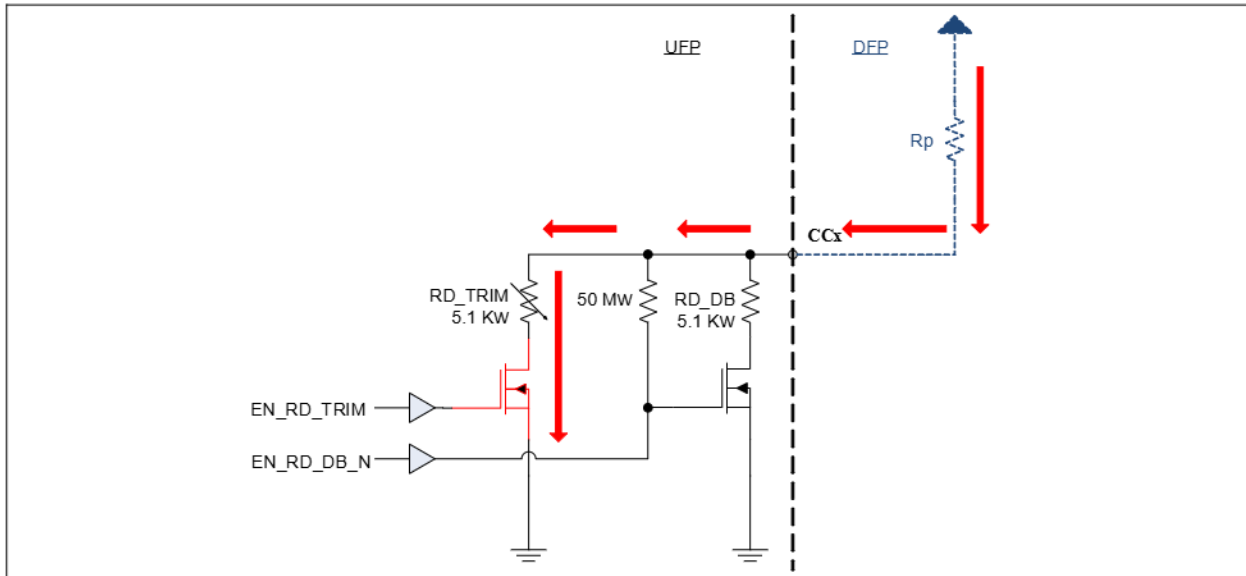 UFP
DFP
Rp
CCx
RD_TRIM
5.1 Kw
50 Mw
RD_DB
5.1 Kw
EN_RD_TRIM
EN_RD_DB_N